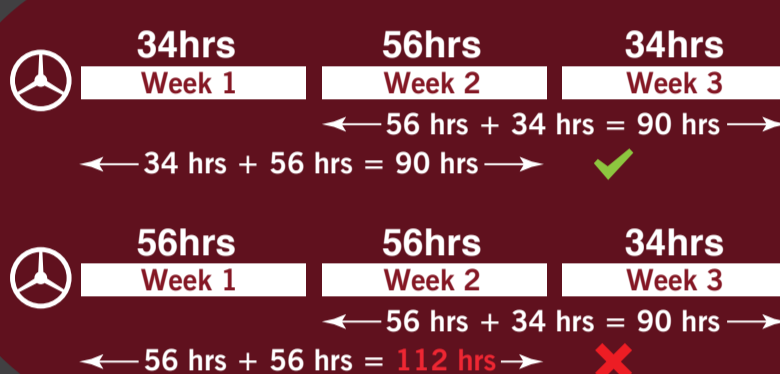 34hrs 56hrs 34hrs
Week 1 Week 2 Week 3
56 hrs + 34 hrs = 90 hrs
34 hrs + 56 hrs = 90 hrs
56hrs 56hrs 34hrs
Week 1 Week 2 Week 3
56 hrs + 34 hrs = 90 hrs
56 hrs + 56 hrs = 112 hrs